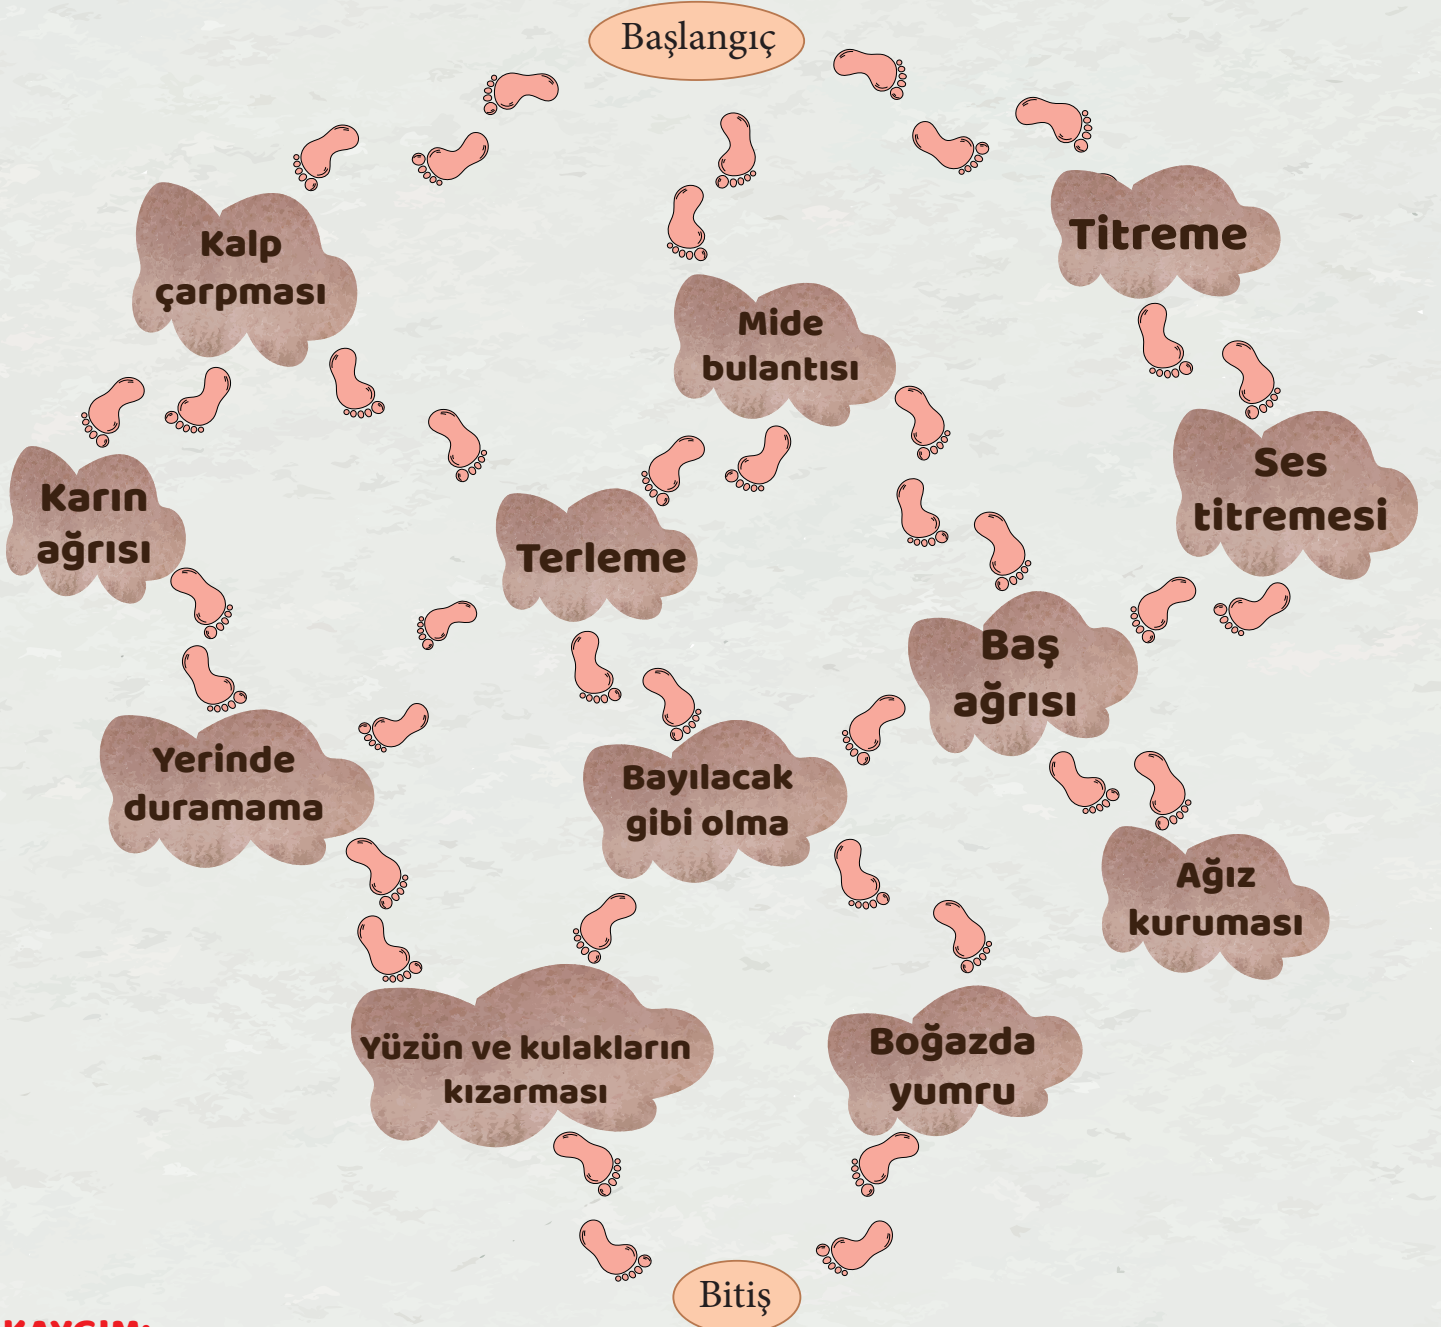 Başlangıç
Kalp
çarpması
Titreme
Mide
bulantısı
Karın
ağrısı
Terleme
Ses
titremesi
Baş
ağrısı
Yerinde
duramama
Bayılacak
gibi olma
Ağız
kuruması
Yüzün ve kulakların
kızarması
Boğazda
yumru
Bitiş